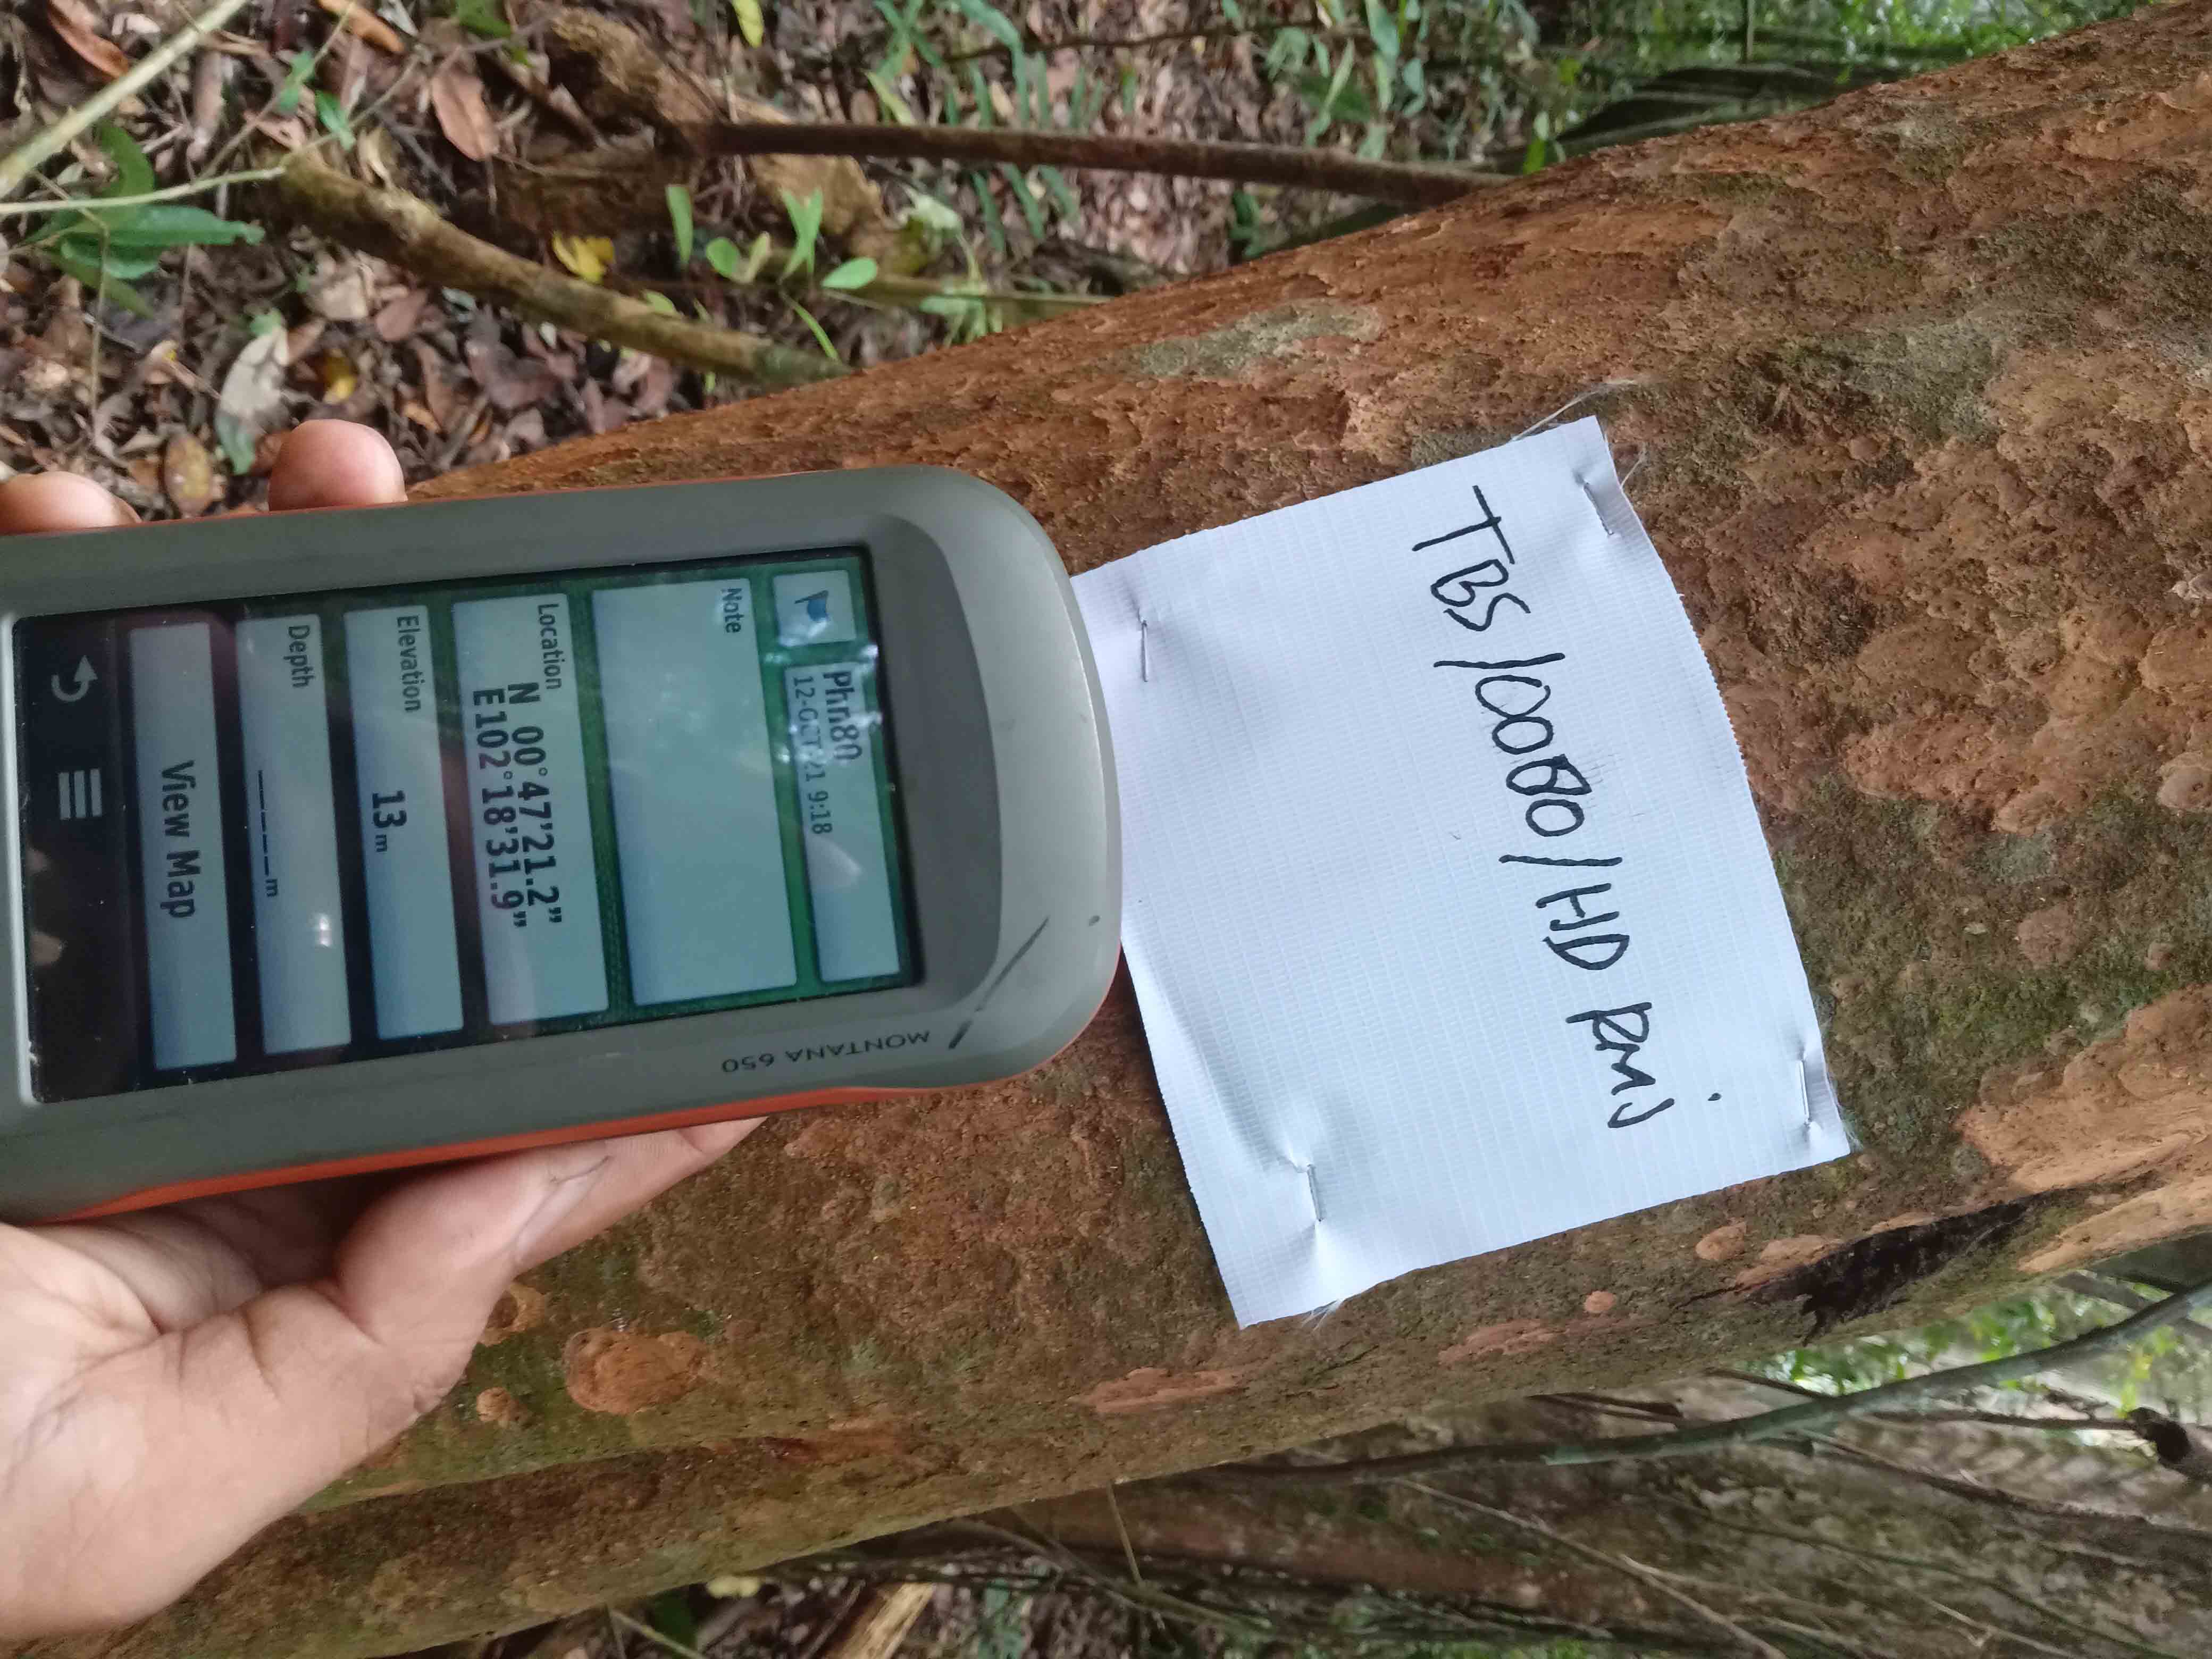 TBS/0080/HD RMJ
MONTANA 650
Phn80
12-OCT-21 9:18
Note
Location
N 00°47'21.2"
E102°18'31.9"
Elevation
13m
Depth
_____m
View Map